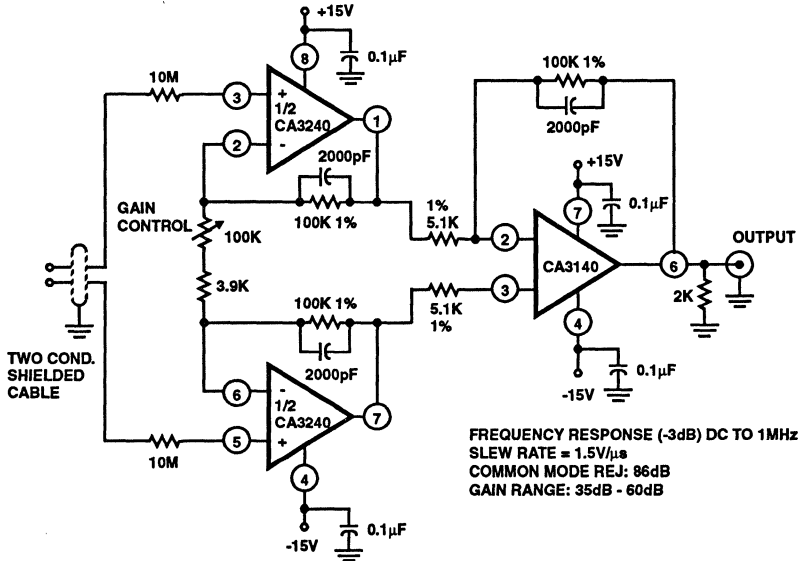 +15V
8
0.1µF
10M
3
+
1/2
CA3240
1
2
-
2000pF
100K 1%
GAIN
CONTROL
100K
3.9K
100K 1%
2000pF
TWO COND.
SHIELDED
CABLE
6
-
1/2
CA3240
7
5
+
10M
4
0.1µF
-15V
100K 1%
2000pF
+15V
0.1µF
7
1%
5.1K
2
CA3140
6
OUTPUT
3
5.1K
1%
2K
4
0.1µF
-15V
FREQUENCY RESPONSE (-3dB) DC TO 1MHz
SLEW RATE = 1.5V/µs
COMMON MODE REJ: 86dB
GAIN RANGE: 35dB - 60dB